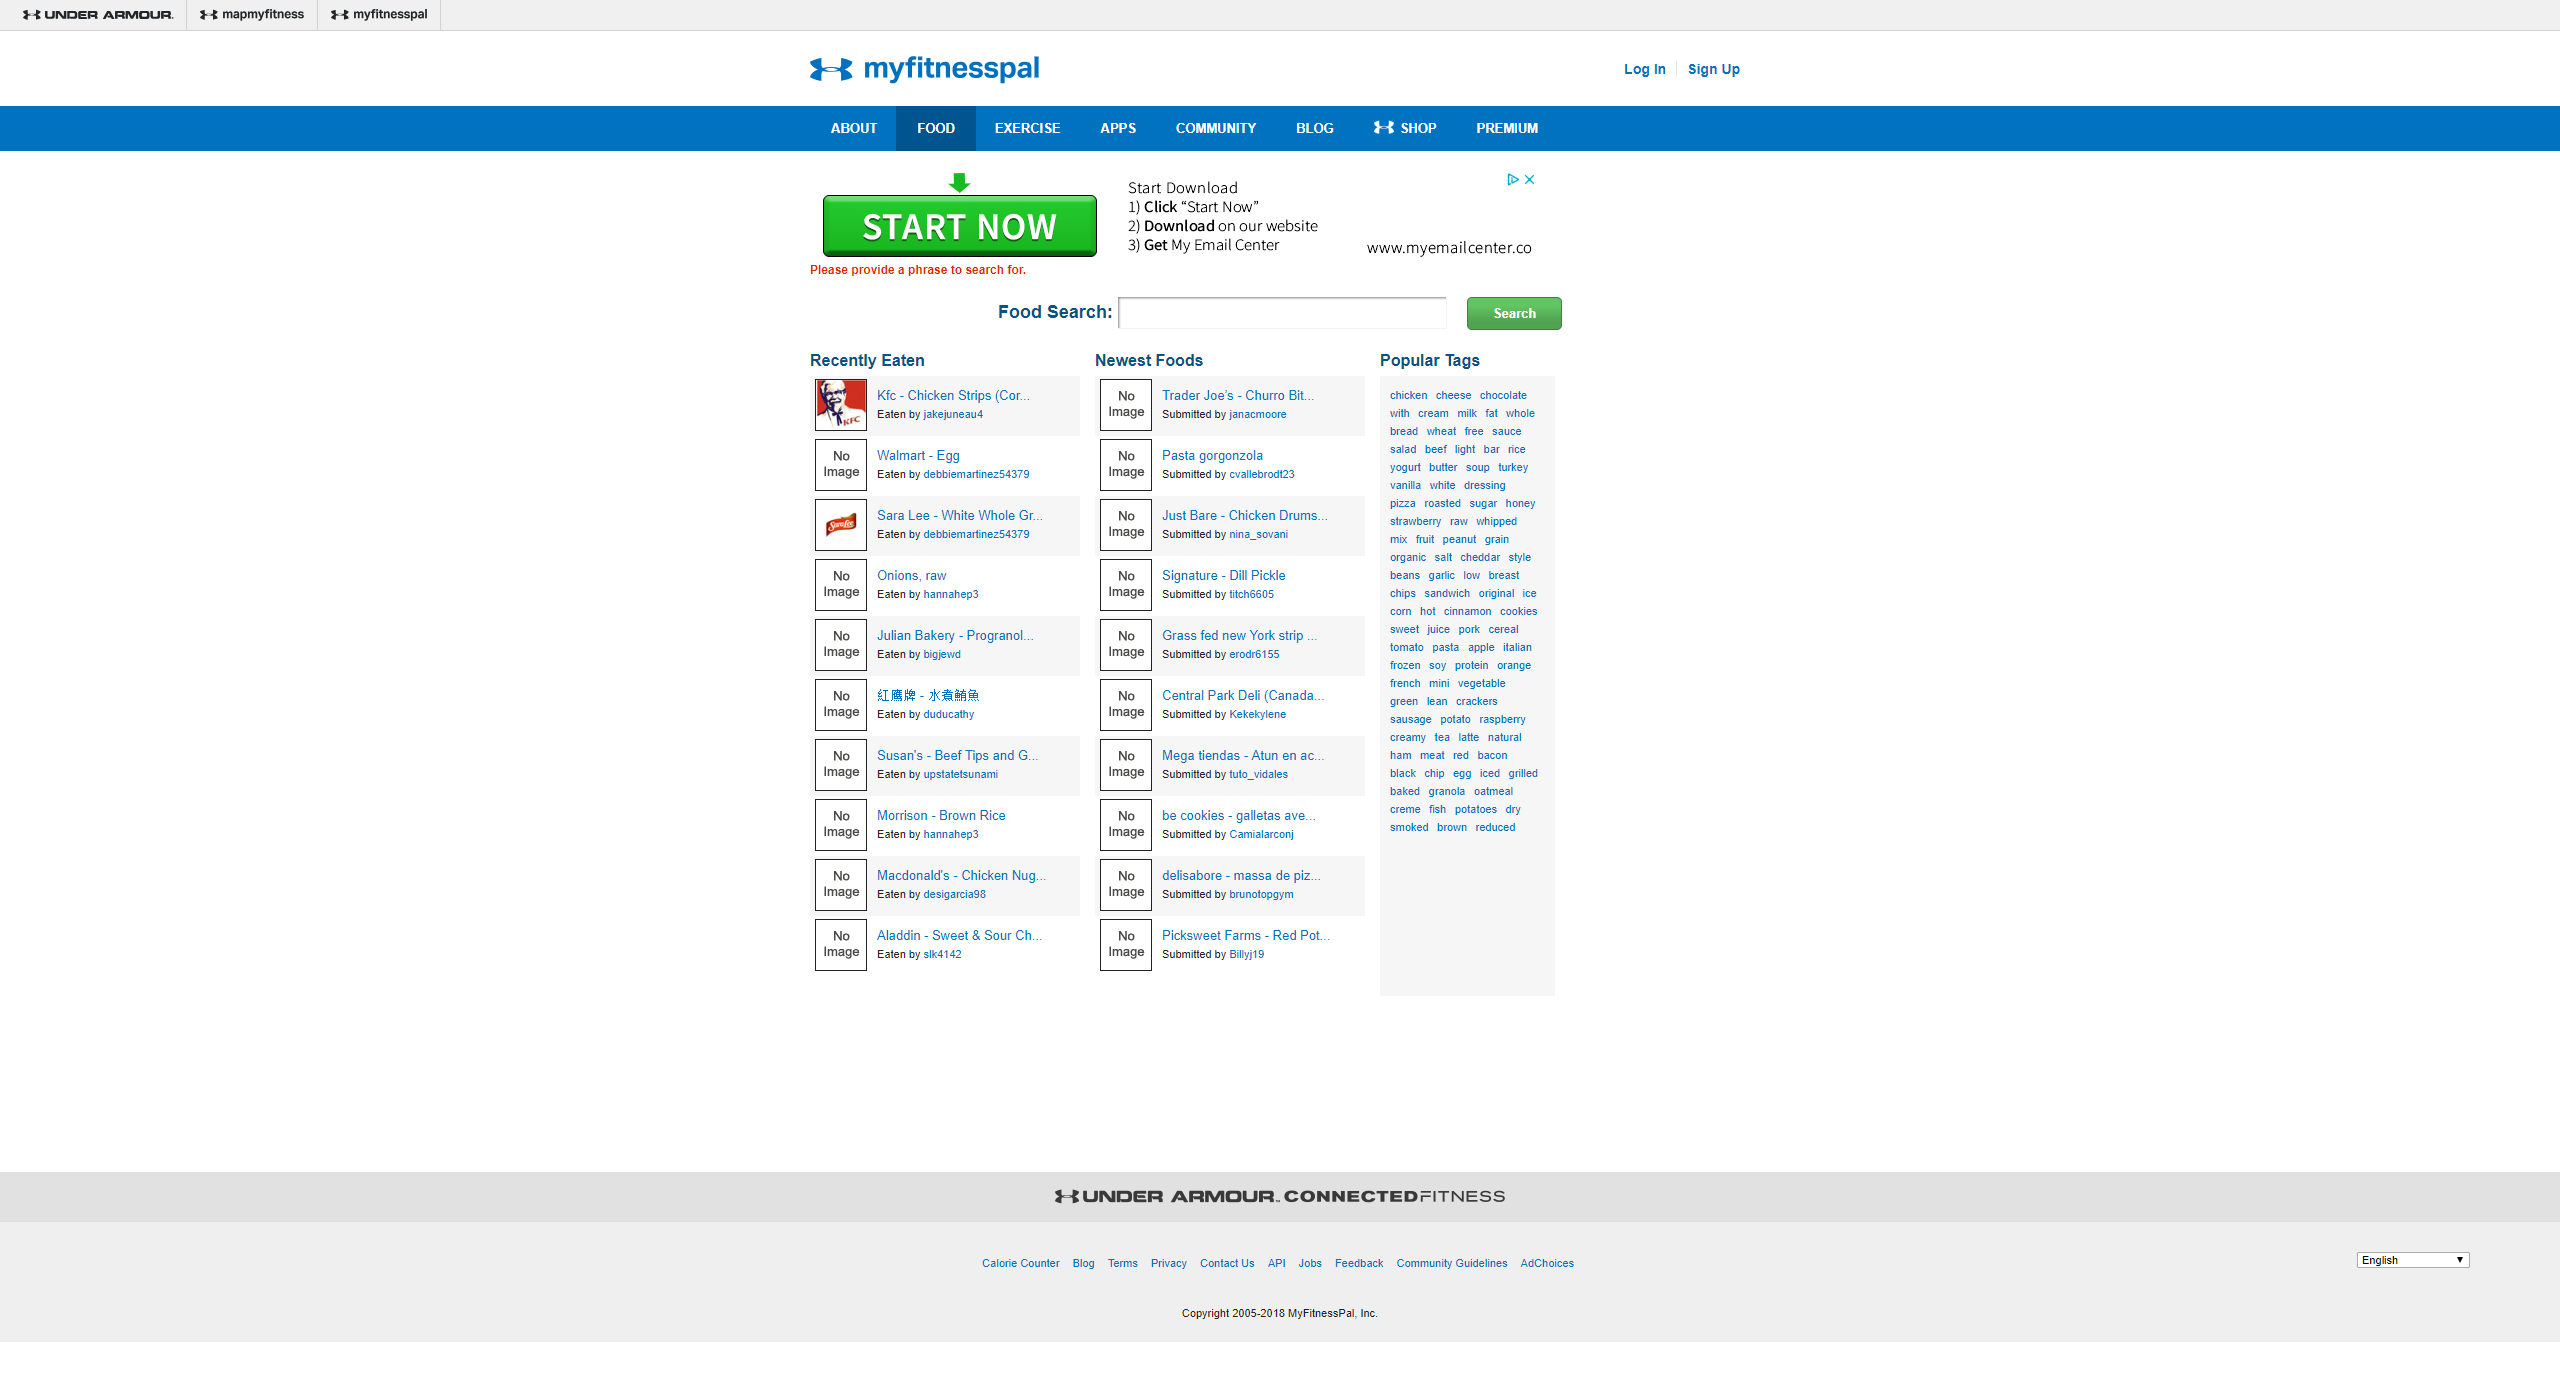 UNDER ARMOUR. mapmyfitness myfitnesspal
myfitnesspal
Log In Sign Up
ABOUT FOOD EXERCISE APPS COMMUNITY BLOG SHOP PREMIUM
START NOW
Start Download
1) Click “Start Now”
2) Download on our website
3) Get My Email Center
www.myemailcenter.co
Please provide a phrase to search for.
Food Search: Search
Recently Eaten
KFC
Kfc - Chicken Strips (Cor...
Eaten by jakejuneau4
No Image
Walmart - Egg
Eaten by debbiemartinez54379
Sara Lee
Sara Lee - White Whole Gr...
Eaten by debbiemartinez54379
No Image
Onions, raw
Eaten by hannahep3
No Image
Julian Bakery - Progranol...
Eaten by bigjewd
No Image
紅鷹牌 - 水煮鮪魚
Eaten by duducathy
No Image
Susan's - Beef Tips and G...
Eaten by upstatetsunami
No Image
Morrison - Brown Rice
Eaten by hannahep3
No Image
Macdonald's - Chicken Nug...
Eaten by desigarcia98
No Image
Aladdin - Sweet & Sour Ch...
Eaten by slk4142
Newest Foods
No Image
Trader Joe’s - Churro Bit...
Submitted by janacmoore
No Image
Pasta gorgonzola
Submitted by cvallebrodt23
No Image
Just Bare - Chicken Drums...
Submitted by nina_sovani
No Image
Signature - Dill Pickle
Submitted by titch6605
No Image
Grass fed new York strip ...
Submitted by erodr6155
No Image
Central Park Deli (Canada...
Submitted by Kekekylene
No Image
Mega tiendas - Atun en ac...
Submitted by tuto_vidales
No Image
be cookies - galletas ave...
Submitted by Camialarconj
No Image
delisabore - massa de piz...
Submitted by brunotopgym
No Image
Picksweet Farms - Red Pot...
Submitted by Billyj19
Popular Tags
chicken cheese chocolate
with cream milk fat whole
bread wheat free sauce
salad beef light bar rice
yogurt butter soup turkey
vanilla white dressing
pizza roasted sugar honey
strawberry raw whipped
mix fruit peanut grain
organic salt cheddar style
beans garlic low breast
chips sandwich original ice
corn hot cinnamon cookies
sweet juice pork cereal
tomato pasta apple italian
frozen soy protein orange
french mini vegetable
green lean crackers
sausage potato raspberry
creamy tea latte natural
ham meat red bacon
black chip egg iced grilled
baked granola oatmeal
creme fish potatoes dry
smoked brown reduced
UNDER ARMOUR CONNECTEDFITNESS
Calorie Counter Blog Terms Privacy Contact Us API Jobs Feedback Community Guidelines AdChoices
English
Copyright 2005-2018 MyFitnessPal, Inc.